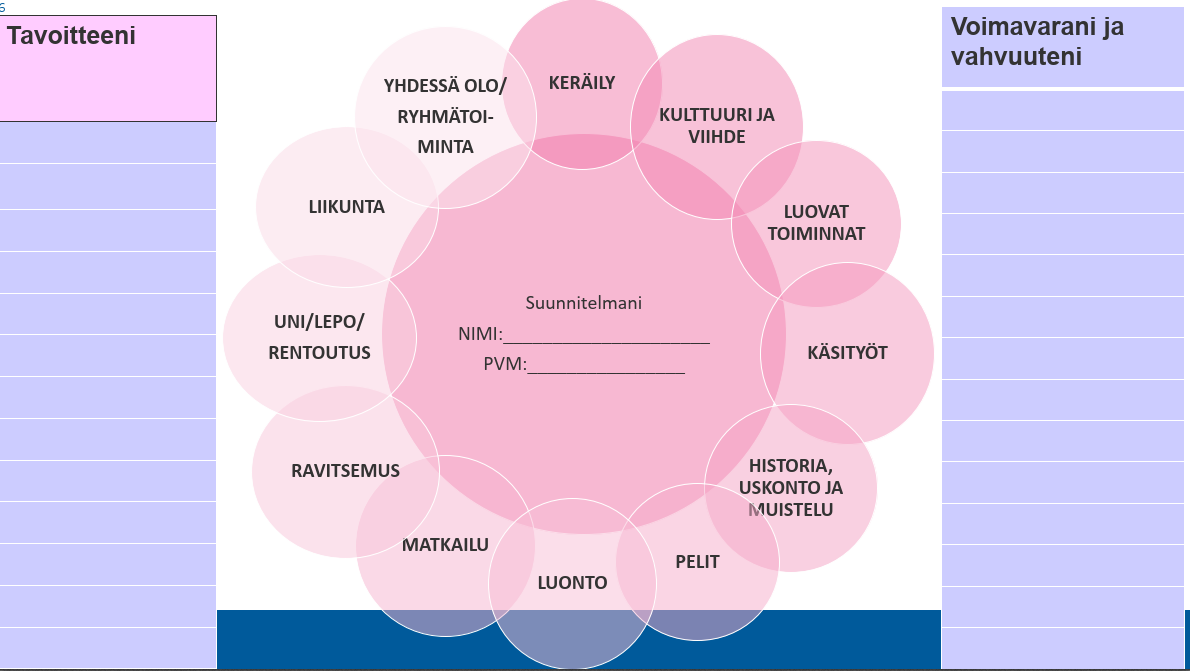 6
Tavoitteeni
Voimavarani ja
vahvuuteni
KERÄILY
KULTTUURI JA
VIIHDE
LUOVAT
TOIMINNAT
KÄSITYÖT
HISTORIA,
USKONTO JA
MUISTELU
PELIT
LUONTO
MATKAILU
RAVITSEMUS
UNI/LEPO/
RENTOUTUS
LIIKUNTA
YHDESSÄ OLO/
RYHMÄTOI-
MINTA
Suunnitelmani
NIMI:_____________________
PVM:________________